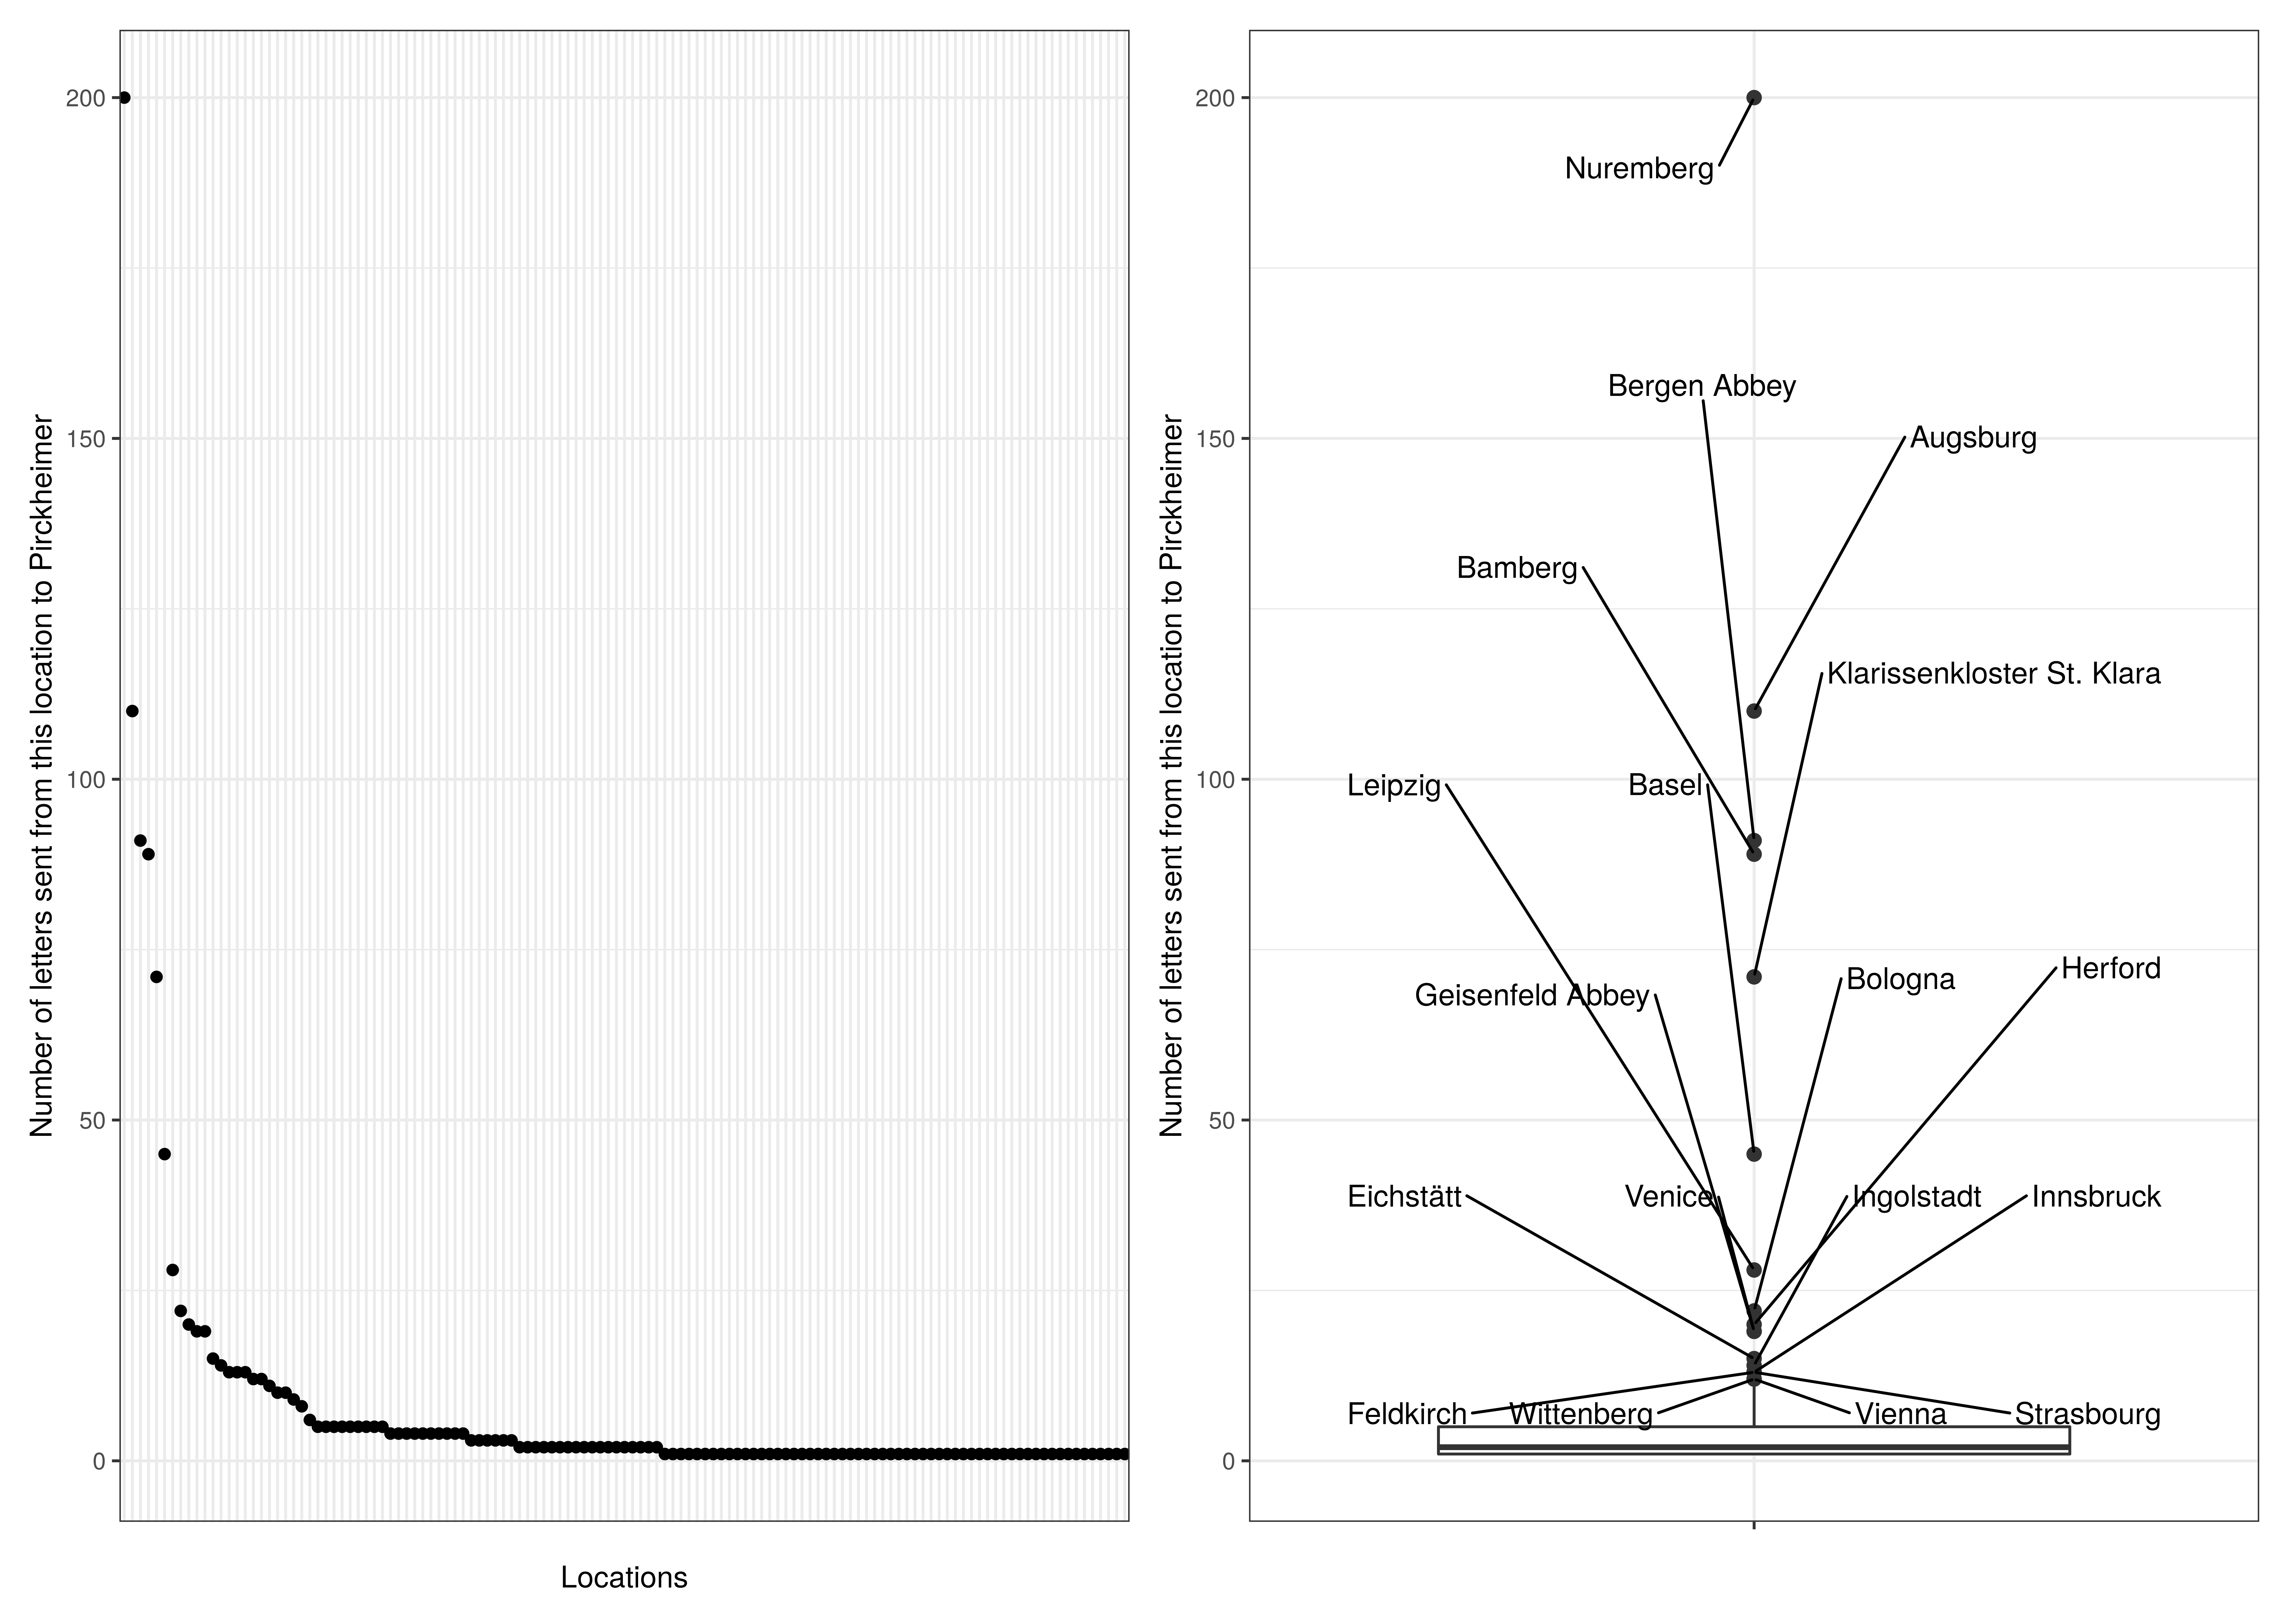 Number of letters sent from this location to Pirckheimer
200
150
100
50
0
Locations
Number of letters sent from this location to Pirckheimer
200
150
100
50
0
Nuremberg
Bergen Abbey
Augsburg
Bamberg
Klarissenkloster St. Klara
Leipzig
Basel
Herford
Bologna
Geisenfeld Abbey
Eichstätt
Venice
Ingolstadt
Innsbruck
Feldkirch
Wittenberg
Vienna
Strasbourg